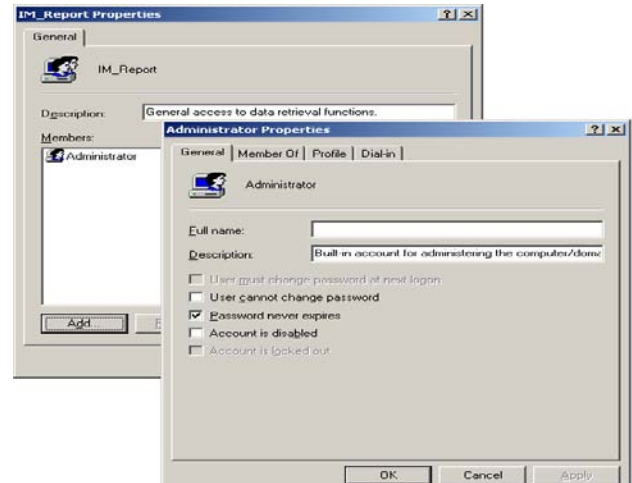 IM_Report Properties
General
IM_Report
Description: General access to data retrieval functions.
Members:
Administrator
Add...
Administrator Properties
General Member Of Profile Dial-in
Administrator
Full name:
Description: Built-in account for administering the computer/doma
User must change password at next logon
User cannot change password
Password never expires
Account is disabled
Account is locked out
OK Cancel Apply